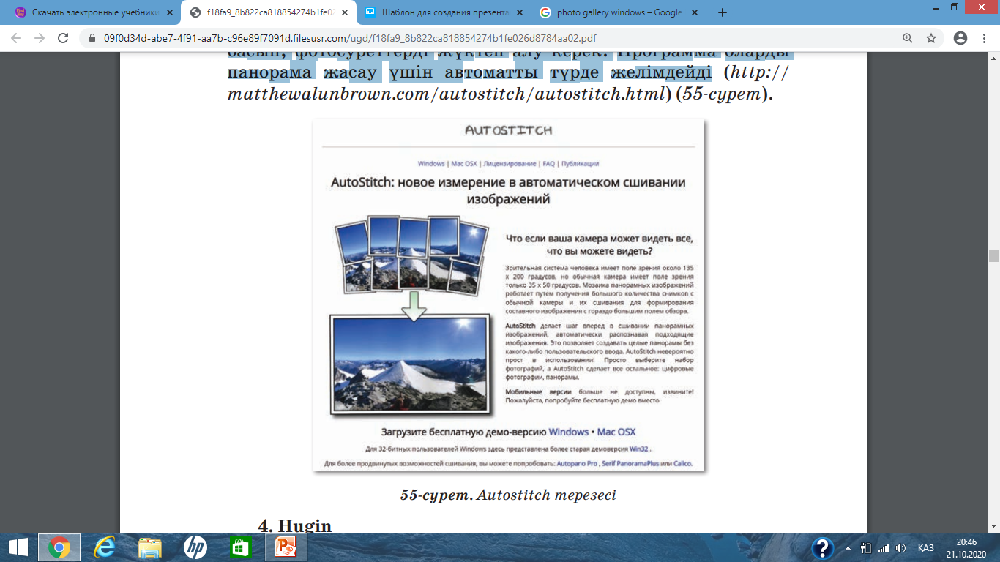 Скачать электронные учебники
f18fa9_8b822ca818854274b1fe02
Шаблон для создания презента
photo gallery windows – Google
09f0d34d-abe7-4f91-aa7b-c96e89f7091d.filesusr.com/ugd/f18fa9_8b822ca818854274b1fe026d8784aa02.pdf
басып, фотосуреттерді жүктеп алу керек. Программа оларды
панорама жасау үшін автоматты түрде желімдейді (http://
matthewalunbrown.com/autostitch/autostitch.html) (55-сурет).
AUTOSTITCH
Windows | Mac OSX | Лицензирование | FAQ | Публикации
AutoStitch: новое измерение в автоматическом сшивании
изображений
Что если ваша камера может видеть все,
что вы можете видеть?
Зрительная система человека имеет поле зрения около 135
x 200 градусов, но обычная камера имеет поле зрения
только 35 x 50 градусов. Мозаика панорамных изображений
работает путем получения большого количества снимков с
обычной камеры и их сшивания для формирования
составного изображения с гораздо большим полем обзора.
AutoStitch делает шаг вперед в сшивании панорамных
изображений, автоматически распознавая подходящие
изображения. Это позволяет создавать целые панорамы без
какого-либо пользовательского ввода. AutoStitch невероятно
прост в использовании! Просто выберите набор
фотографий, а AutoStitch сделает все остальное: цифровые
фотографии, панорамы.
Мобильные версии больше не доступны, извините!
Пожалуйста, попробуйте бесплатную демо вместо
Загрузите бесплатную демо-версию Windows • Mac OSX
Для 32-битных пользователей Windows здесь представлена более старая демоверсия Win32 .
Для более продвинутых возможностей сшивания, вы можете попробовать: Autopano Pro , Serif PanoramaPlus или Calico.
55-сурет. Autostitch терезесі
4. Hugin
ҚАЗ
20:46
21.10.2020